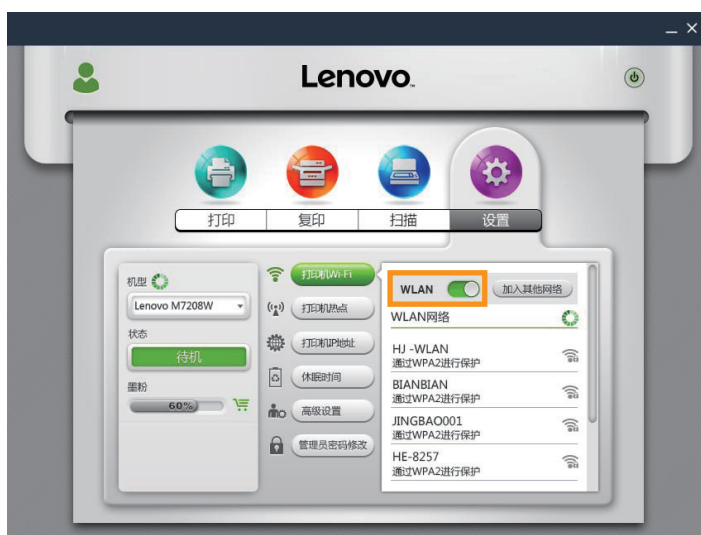 Lenovo™
打印
复印
扫描
设置
机型
Lenovo M7208W
状态
待机
墨粉
60%
打印机Wi-Fi
打印机热点
打印机IP地址
休眠时间
高级设置
管理员密码修改
WLAN
加入其他网络
WLAN网络
HJ -WLAN
通过WPA2进行保护
BIANBIAN
通过WPA2进行保护
JINGBAO001
通过WPA2进行保护
HE-8257
通过WPA2进行保护